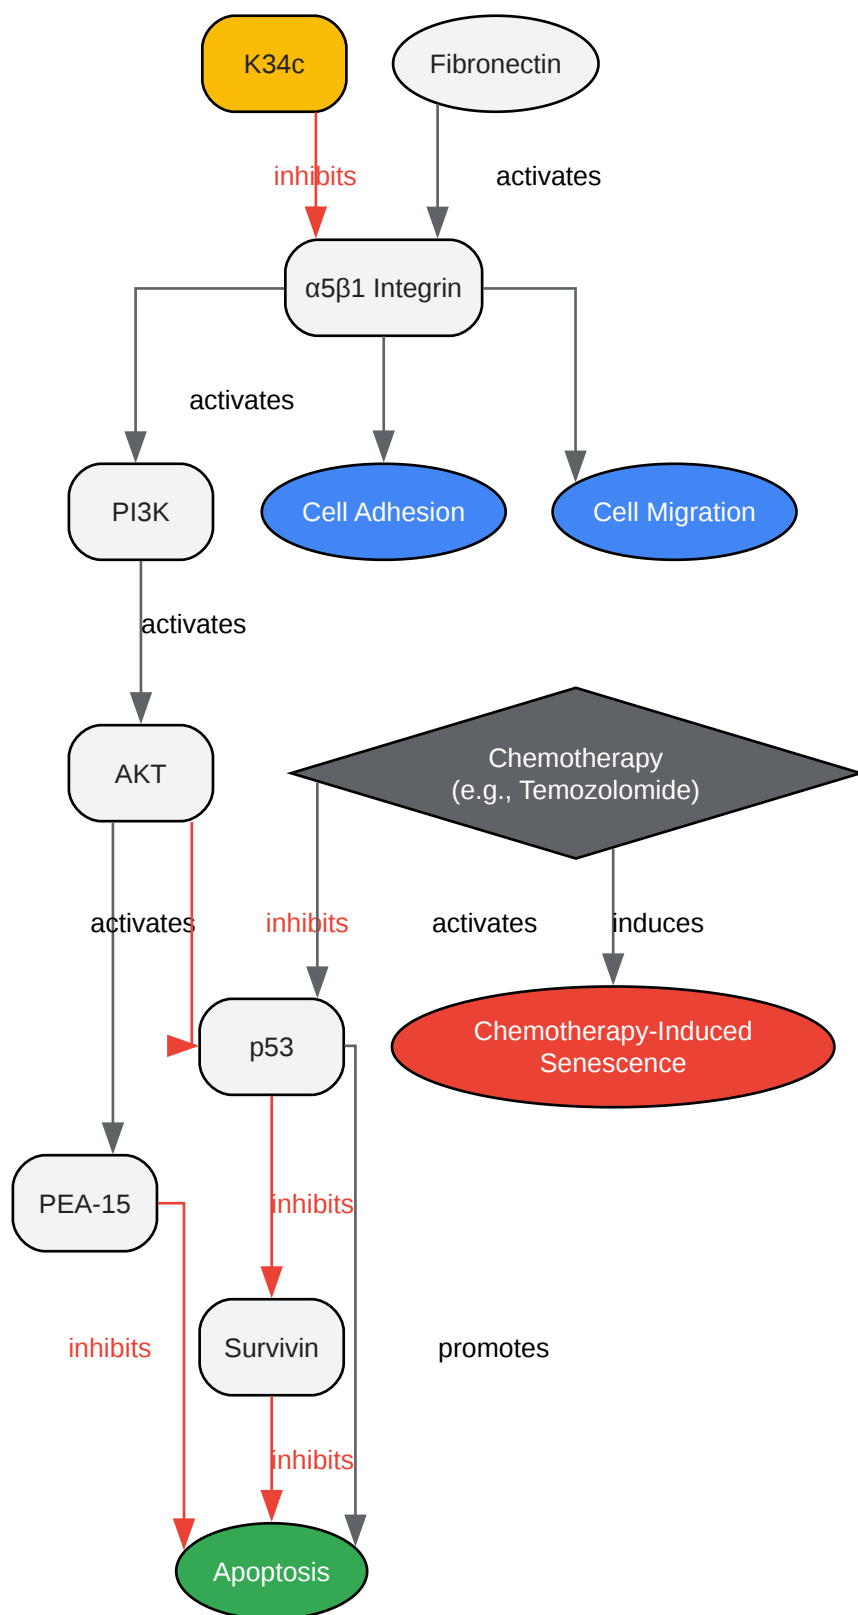 K34c
Fibronectin
inhibits
activates
α5β1 Integrin
activates
PI3K
Cell Adhesion
Cell Migration
activates
AKT
Chemotherapy
(e.g., Temozolomide)
activates
inhibits
activates
induces
p53
Chemotherapy-Induced
Senescence
PEA-15
inhibits
inhibits
Survivin
promotes
inhibits
Apoptosis